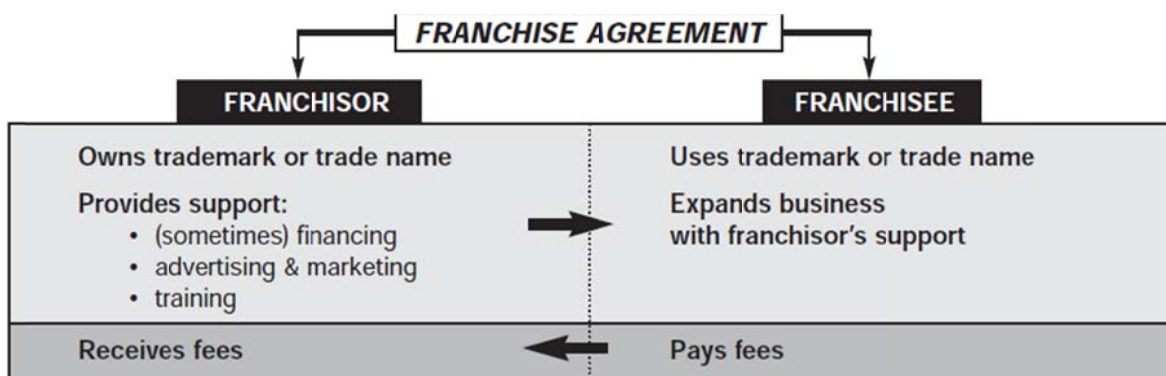 FRANCHISE AGREEMENT
FRANCHISOR
Owns trademark or trade name
Provides support:
• (sometimes) financing
• advertising & marketing
• training
Receives fees
FRANCHISEE
Uses trademark or trade name
Expands business
with franchisor's support
Pays fees